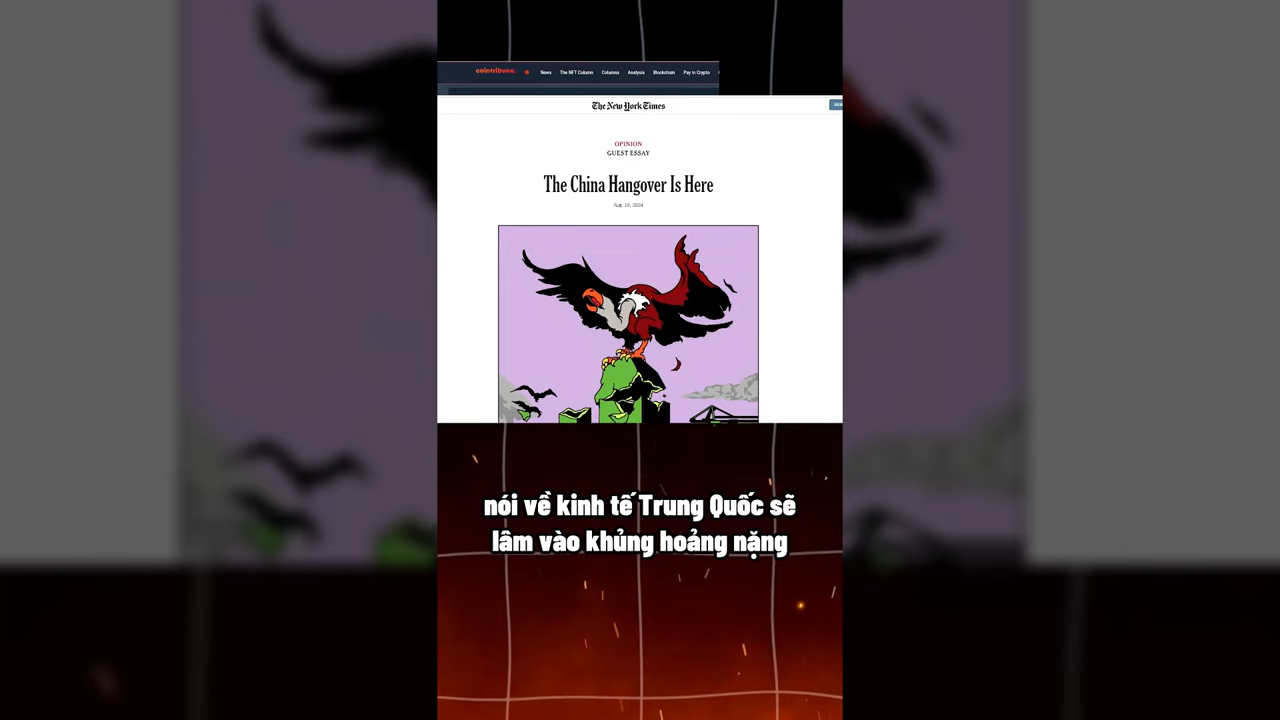 cointribune.
News The NFT Column Columns Analysis Blockchain Pay in Crypto
The New York Times
OPINION
GUEST ESSAY
The China Hangover Is Here
Aug. 19, 2024
nói về kinh tế Trung Quốc sẽ
lâm vào khủng hoảng nặng